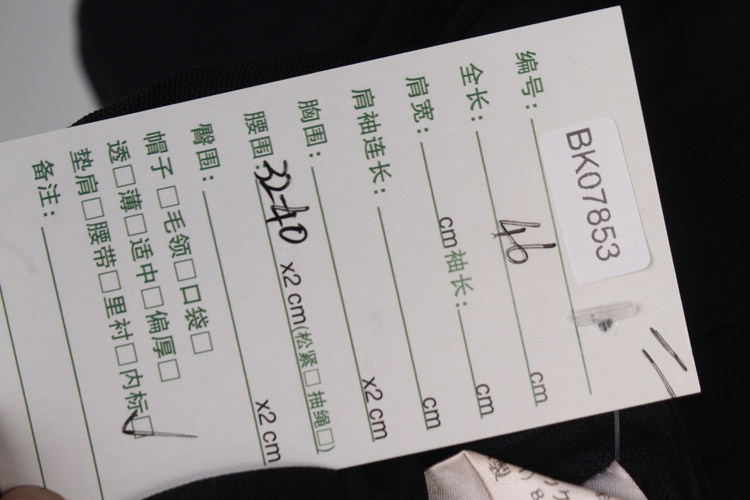 编号: BK07853
全长: 46 cm
肩宽: cm 袖长: cm
肩袖连长: cm
胸围: x2 cm
腰围: 32-40 x2 cm (松紧□ 抽绳□)
臀围: x2 cm
帽子□毛领□口袋□
透□薄□适中□偏厚□
垫肩□腰带□里衬□内标☑
备注: